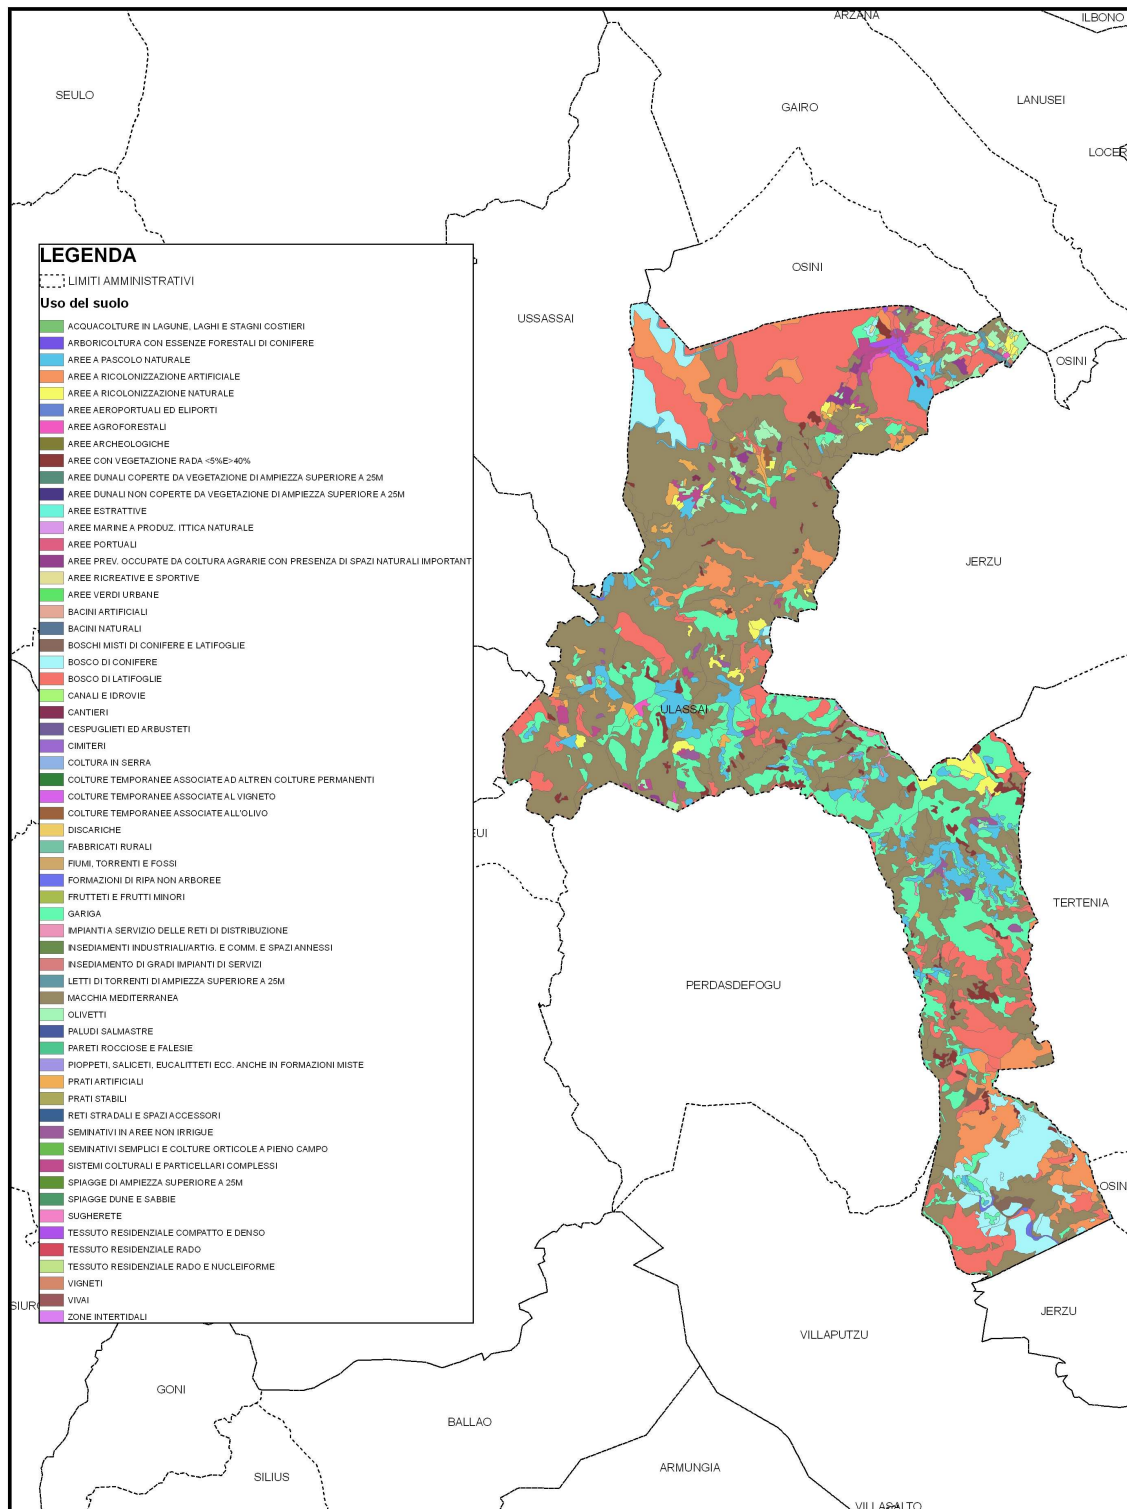 ARZANA
ILBONO
SEULO
GAIRO
LANUSEI
LOCER
OSINI
USSASSAI
OSINI
JERZU
ULASSAI
EUI
TERTENIA
PERDASDEFOGU
OSIN
SIURG
JERZU
VILLAPUTZU
GONI
BALLAO
ARMUNGIA
SILIUS
VILLASALTO
LEGENDA
LIMITI AMMINISTRATIVI
Uso del suolo
ACQUACOLTURE IN LAGUNE, LAGHI E STAGNI COSTIERI
ARBORICOLTURA CON ESSENZE FORESTALI DI CONIFERE
AREE A PASCOLO NATURALE
AREE A RICOLONIZZAZIONE ARTIFICIALE
AREE A RICOLONIZZAZIONE NATURALE
AREE AEROPORTUALI ED ELIPORTI
AREE AGROFORESTALI
AREE ARCHEOLOGICHE
AREE CON VEGETAZIONE RADA <5%E>40%
AREE DUNALI COPERTE DA VEGETAZIONE DI AMPIEZZA SUPERIORE A 25M
AREE DUNALI NON COPERTE DA VEGETAZIONE DI AMPIEZZA SUPERIORE A 25M
AREE ESTRATTIVE
AREE MARINE A PRODUZ. ITTICA NATURALE
AREE PORTUALI
AREE PREV. OCCUPATE DA COLTURA AGRARIE CON PRESENZA DI SPAZI NATURALI IMPORTANT
AREE RICREATIVE E SPORTIVE
AREE VERDI URBANE
BACINI ARTIFICIALI
BACINI NATURALI
BOSCHI MISTI DI CONIFERE E LATIFOGLIE
BOSCO DI CONIFERE
BOSCO DI LATIFOGLIE
CANALI E IDROVIE
CANTIERI
CESPUGLIETI ED ARBUSTETI
CIMITERI
COLTURA IN SERRA
COLTURE TEMPORANEE ASSOCIATE AD ALTREN COLTURE PERMANENTI
COLTURE TEMPORANEE ASSOCIATE AL VIGNETO
COLTURE TEMPORANEE ASSOCIATE ALL'OLIVO
DISCARICHE
FABBRICATI RURALI
FIUMI, TORRENTI E FOSSI
FORMAZIONI DI RIPA NON ARBOREE
FRUTTETI E FRUTTI MINORI
GARIGA
IMPIANTI A SERVIZIO DELLE RETI DI DISTRIBUZIONE
INSEDIAMENTI INDUSTRIALI/ARTIG. E COMM. E SPAZI ANNESSI
INSEDIAMENTO DI GRADI IMPIANTI DI SERVIZI
LETTI DI TORRENTI DI AMPIEZZA SUPERIORE A 25M
MACCHIA MEDITERRANEA
OLIVETTI
PALUDI SALMASTRE
PARETI ROCCIOSE E FALESIE
PIOPPETI, SALICETI, EUCALITTETI ECC. ANCHE IN FORMAZIONI MISTE
PRATI ARTIFICIALI
PRATI STABILI
RETI STRADALI E SPAZI ACCESSORI
SEMINATIVI IN AREE NON IRRIGUE
SEMINATIVI SEMPLICI E COLTURE ORTICOLE A PIENO CAMPO
SISTEMI COLTURALI E PARTICELLARI COMPLESSI
SPIAGGE DI AMPIEZZA SUPERIORE A 25M
SPIAGGE DUNE E SABBIE
SUGHERETE
TESSUTO RESIDENZIALE COMPATTO E DENSO
TESSUTO RESIDENZIALE RADO
TESSUTO RESIDENZIALE RADO E NUCLEIFORME
VIGNETI
VIVAI
ZONE INTERTIDALI